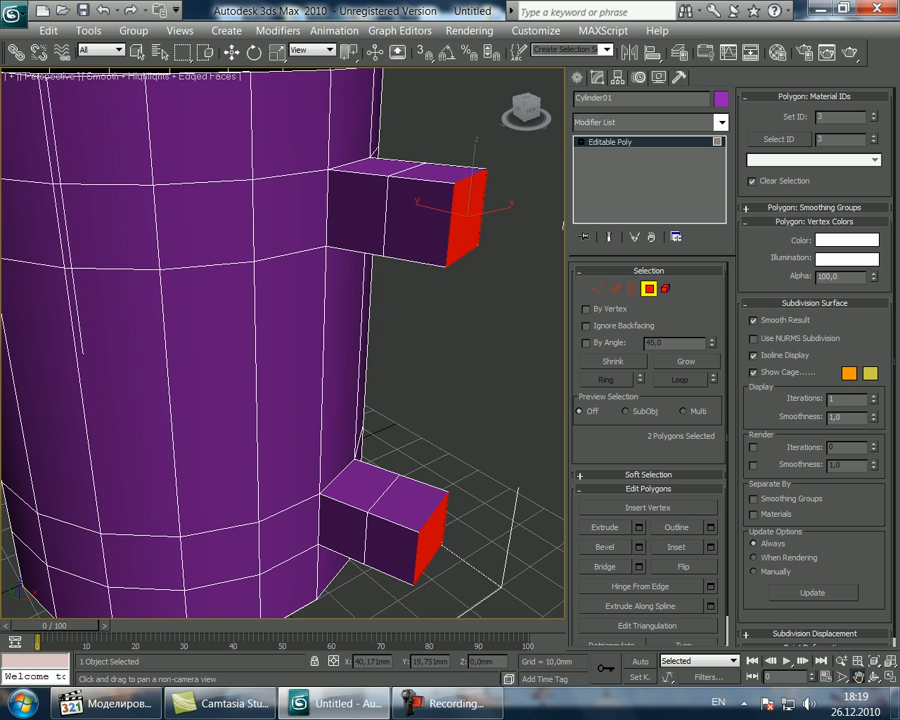 Autodesk 3ds Max 2010 - Unregistered Version Untitled
Type a keyword or phrase
Edit Tools Group Views Create Modifiers Animation Graph Editors Rendering Customize MAXScript Help
All View Create Selection Se
[ + ][ Perspective ] [ Smooth + Highlights + Edged Faces ]
Cylinder01
Modifier List
Editable Poly
Selection
By Vertex
Ignore Backfacing
By Angle: 45,0
Shrink Grow
Ring Loop
Preview Selection
Off SubObj Multi
2 Polygons Selected
Soft Selection
Edit Polygons
Insert Vertex
Extrude Outline
Bevel Inset
Bridge Flip
Hinge From Edge
Extrude Along Spline
Edit Triangulation
Polygon: Material IDs
Set ID: 3
Select ID 3
Clear Selection
Polygon: Smoothing Groups
Polygon: Vertex Colors
Color:
Illumination:
Alpha: 100,0
Subdivision Surface
Smooth Result
Use NURMS Subdivision
Isoline Display
Show Cage......
Display
Iterations: 1
Smoothness: 1,0
Render
Iterations: 0
Smoothness: 1,0
Separate By
Smoothing Groups
Materials
Update Options
Always
When Rendering
Manually
Update
Subdivision Displacement
z
y
x
0 / 100
0 10 20 30 40 50 60 70 80 90 100
1 Object Selected X: 40,171mm Y: 19,751mm Z: 0,0mm Grid = 10,0mm Auto Selected
Welcome to Click and drag to pan a non-camera view Add Time Tag Set K. Filters... 0
Моделиров... Camtasia Stu... Untitled - Au... Recording... EN 18:19
26.12.2010